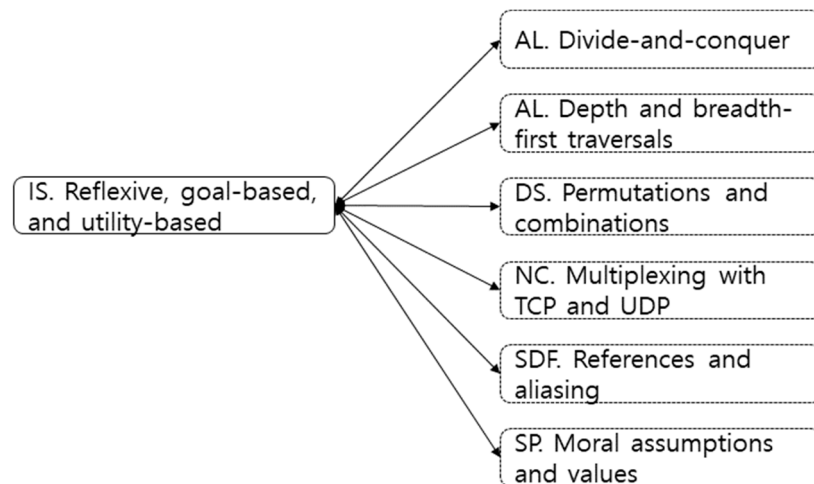 AL. Divide-and-conquer
AL. Depth and breadth-
first traversals
IS. Reflexive, goal-based,
and utility-based
DS. Permutations and
combinations
NC. Multiplexing with
TCP and UDP
SDF. References and
aliasing
SP. Moral assumptions
and values